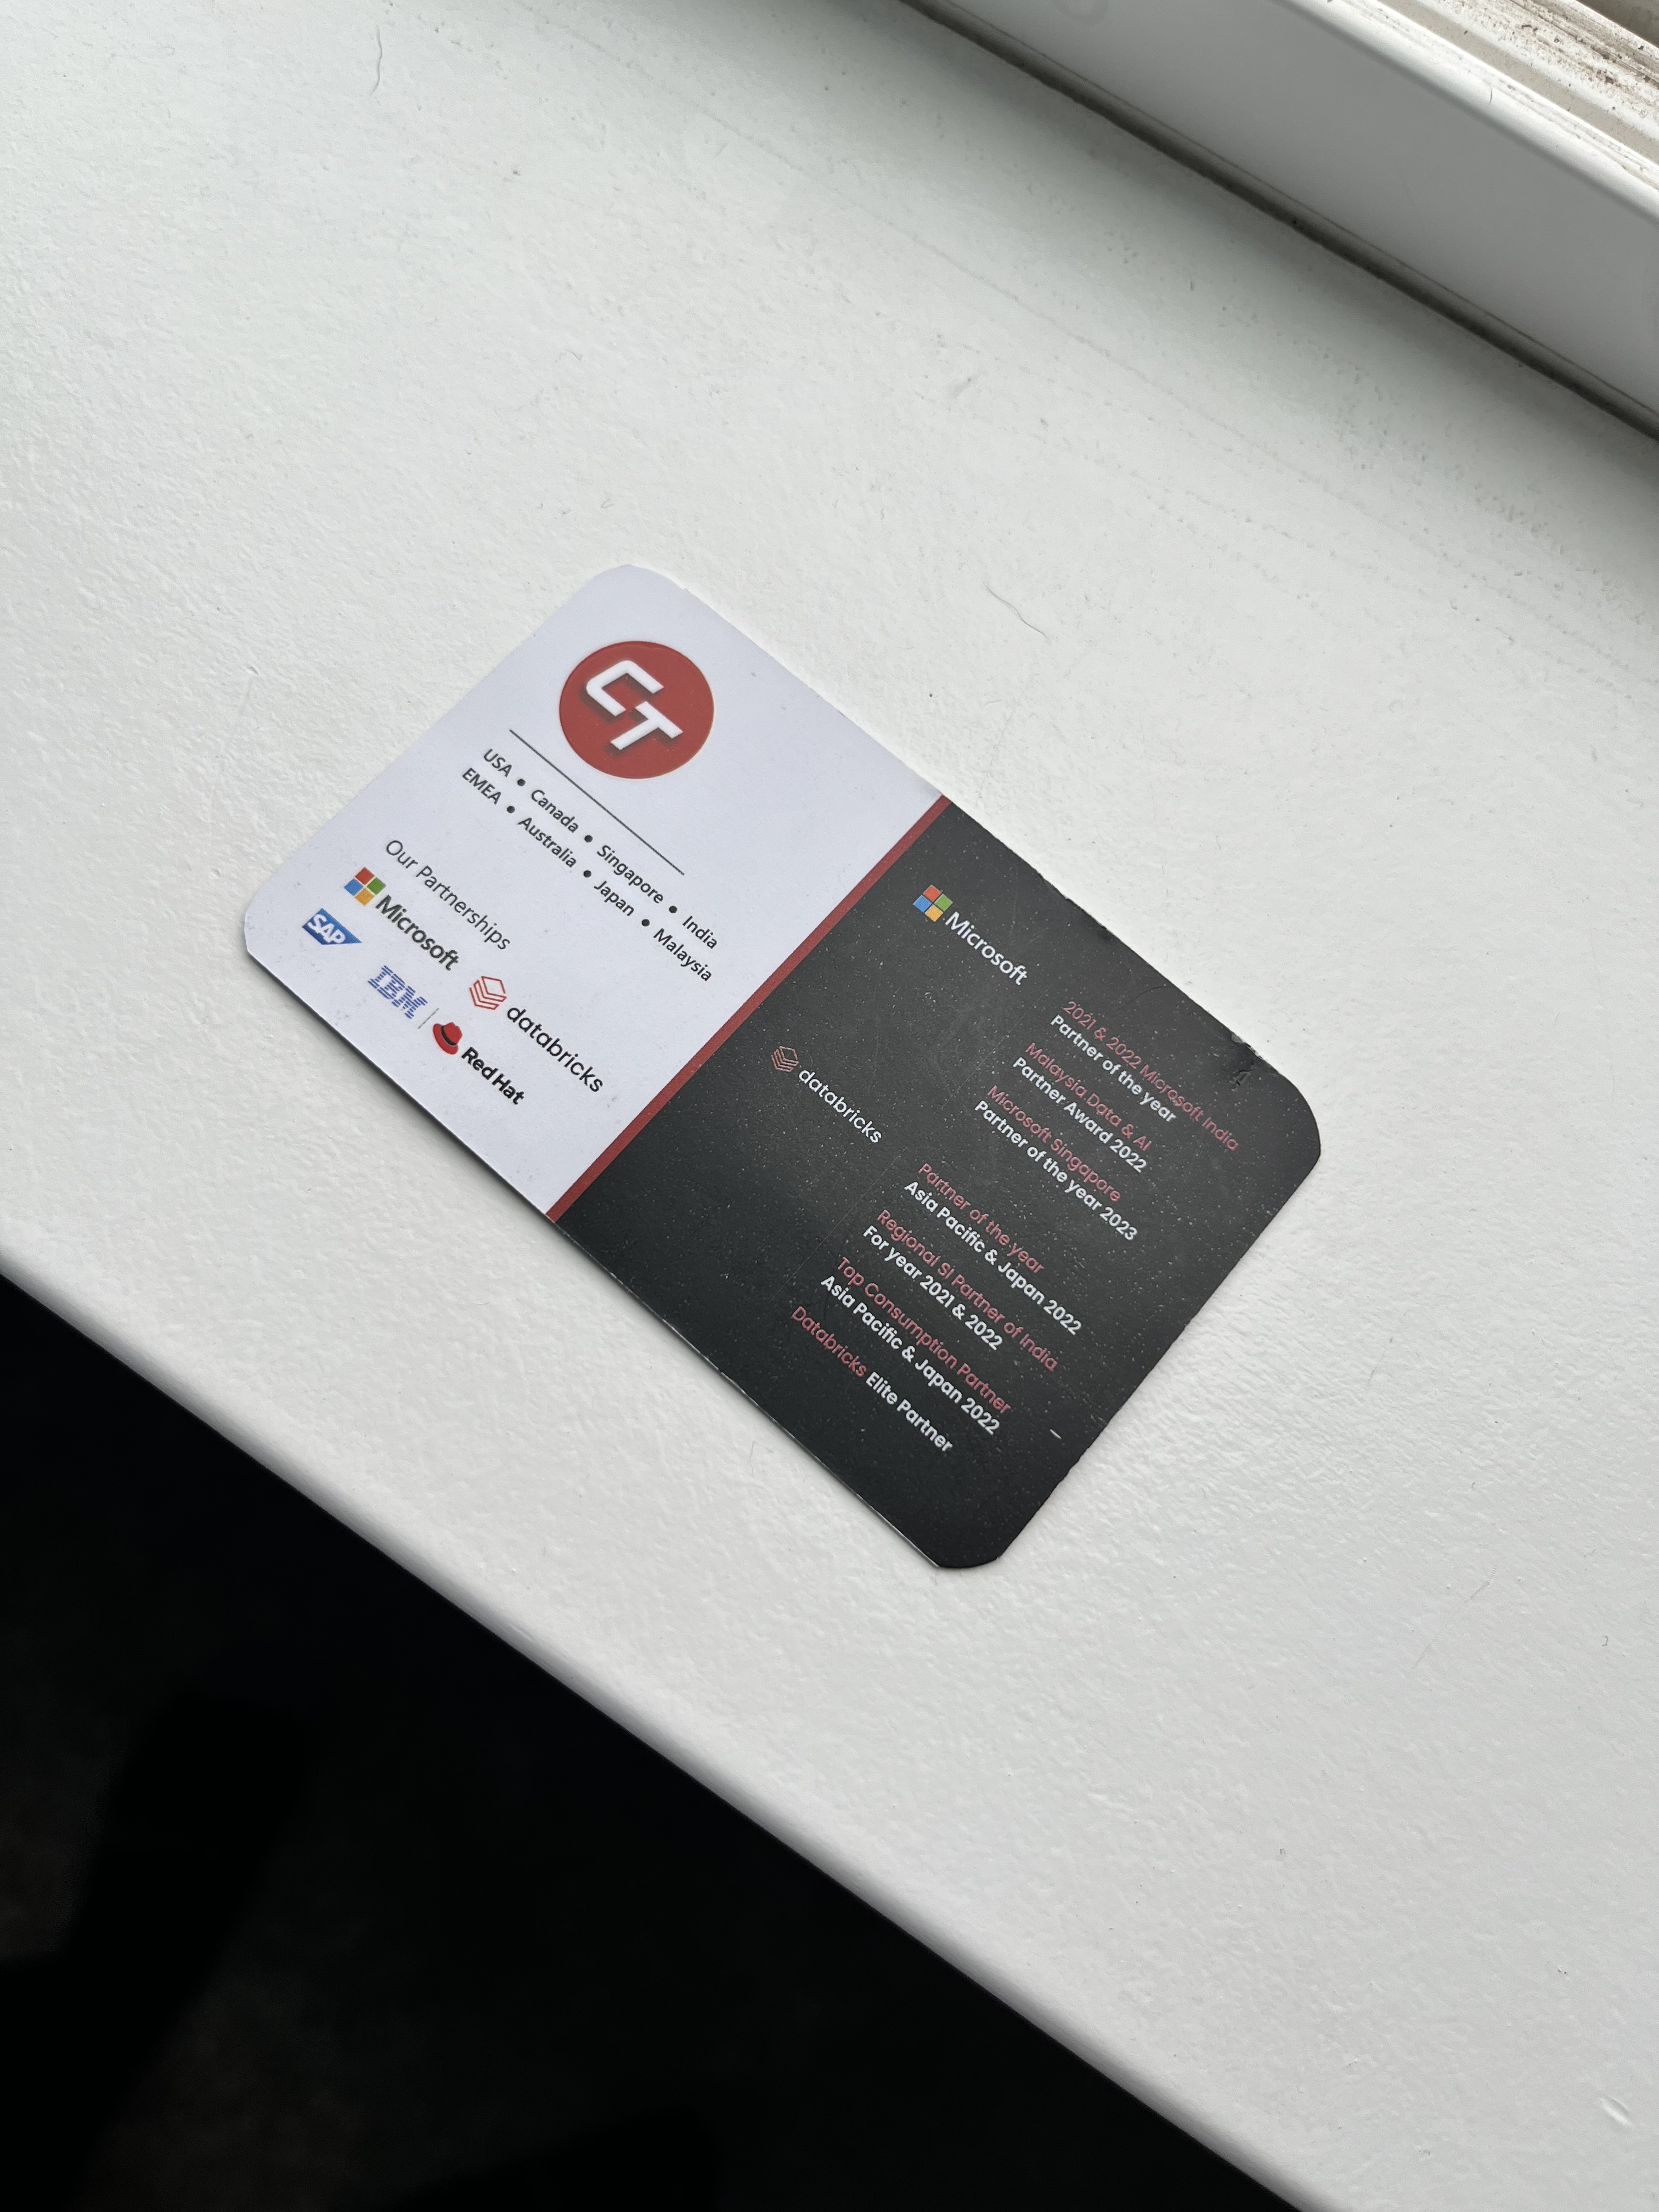 CT
USA • Canada • Singapore • India
EMEA • Australia • Japan • Malaysia
Our Partnerships
Microsoft
databricks
SAP
IBM | Red Hat
Microsoft
2021 & 2022 Microsoft India
Partner of the year
Malaysia Data & AI
Partner Award 2022
Microsoft Singapore
Partner of the year 2023
databricks
Partner of the year
Asia Pacific & Japan 2022
Regional SI Partner of India
For year 2021 & 2022
Top Consumption Partner
Asia Pacific & Japan 2022
Databricks Elite Partner